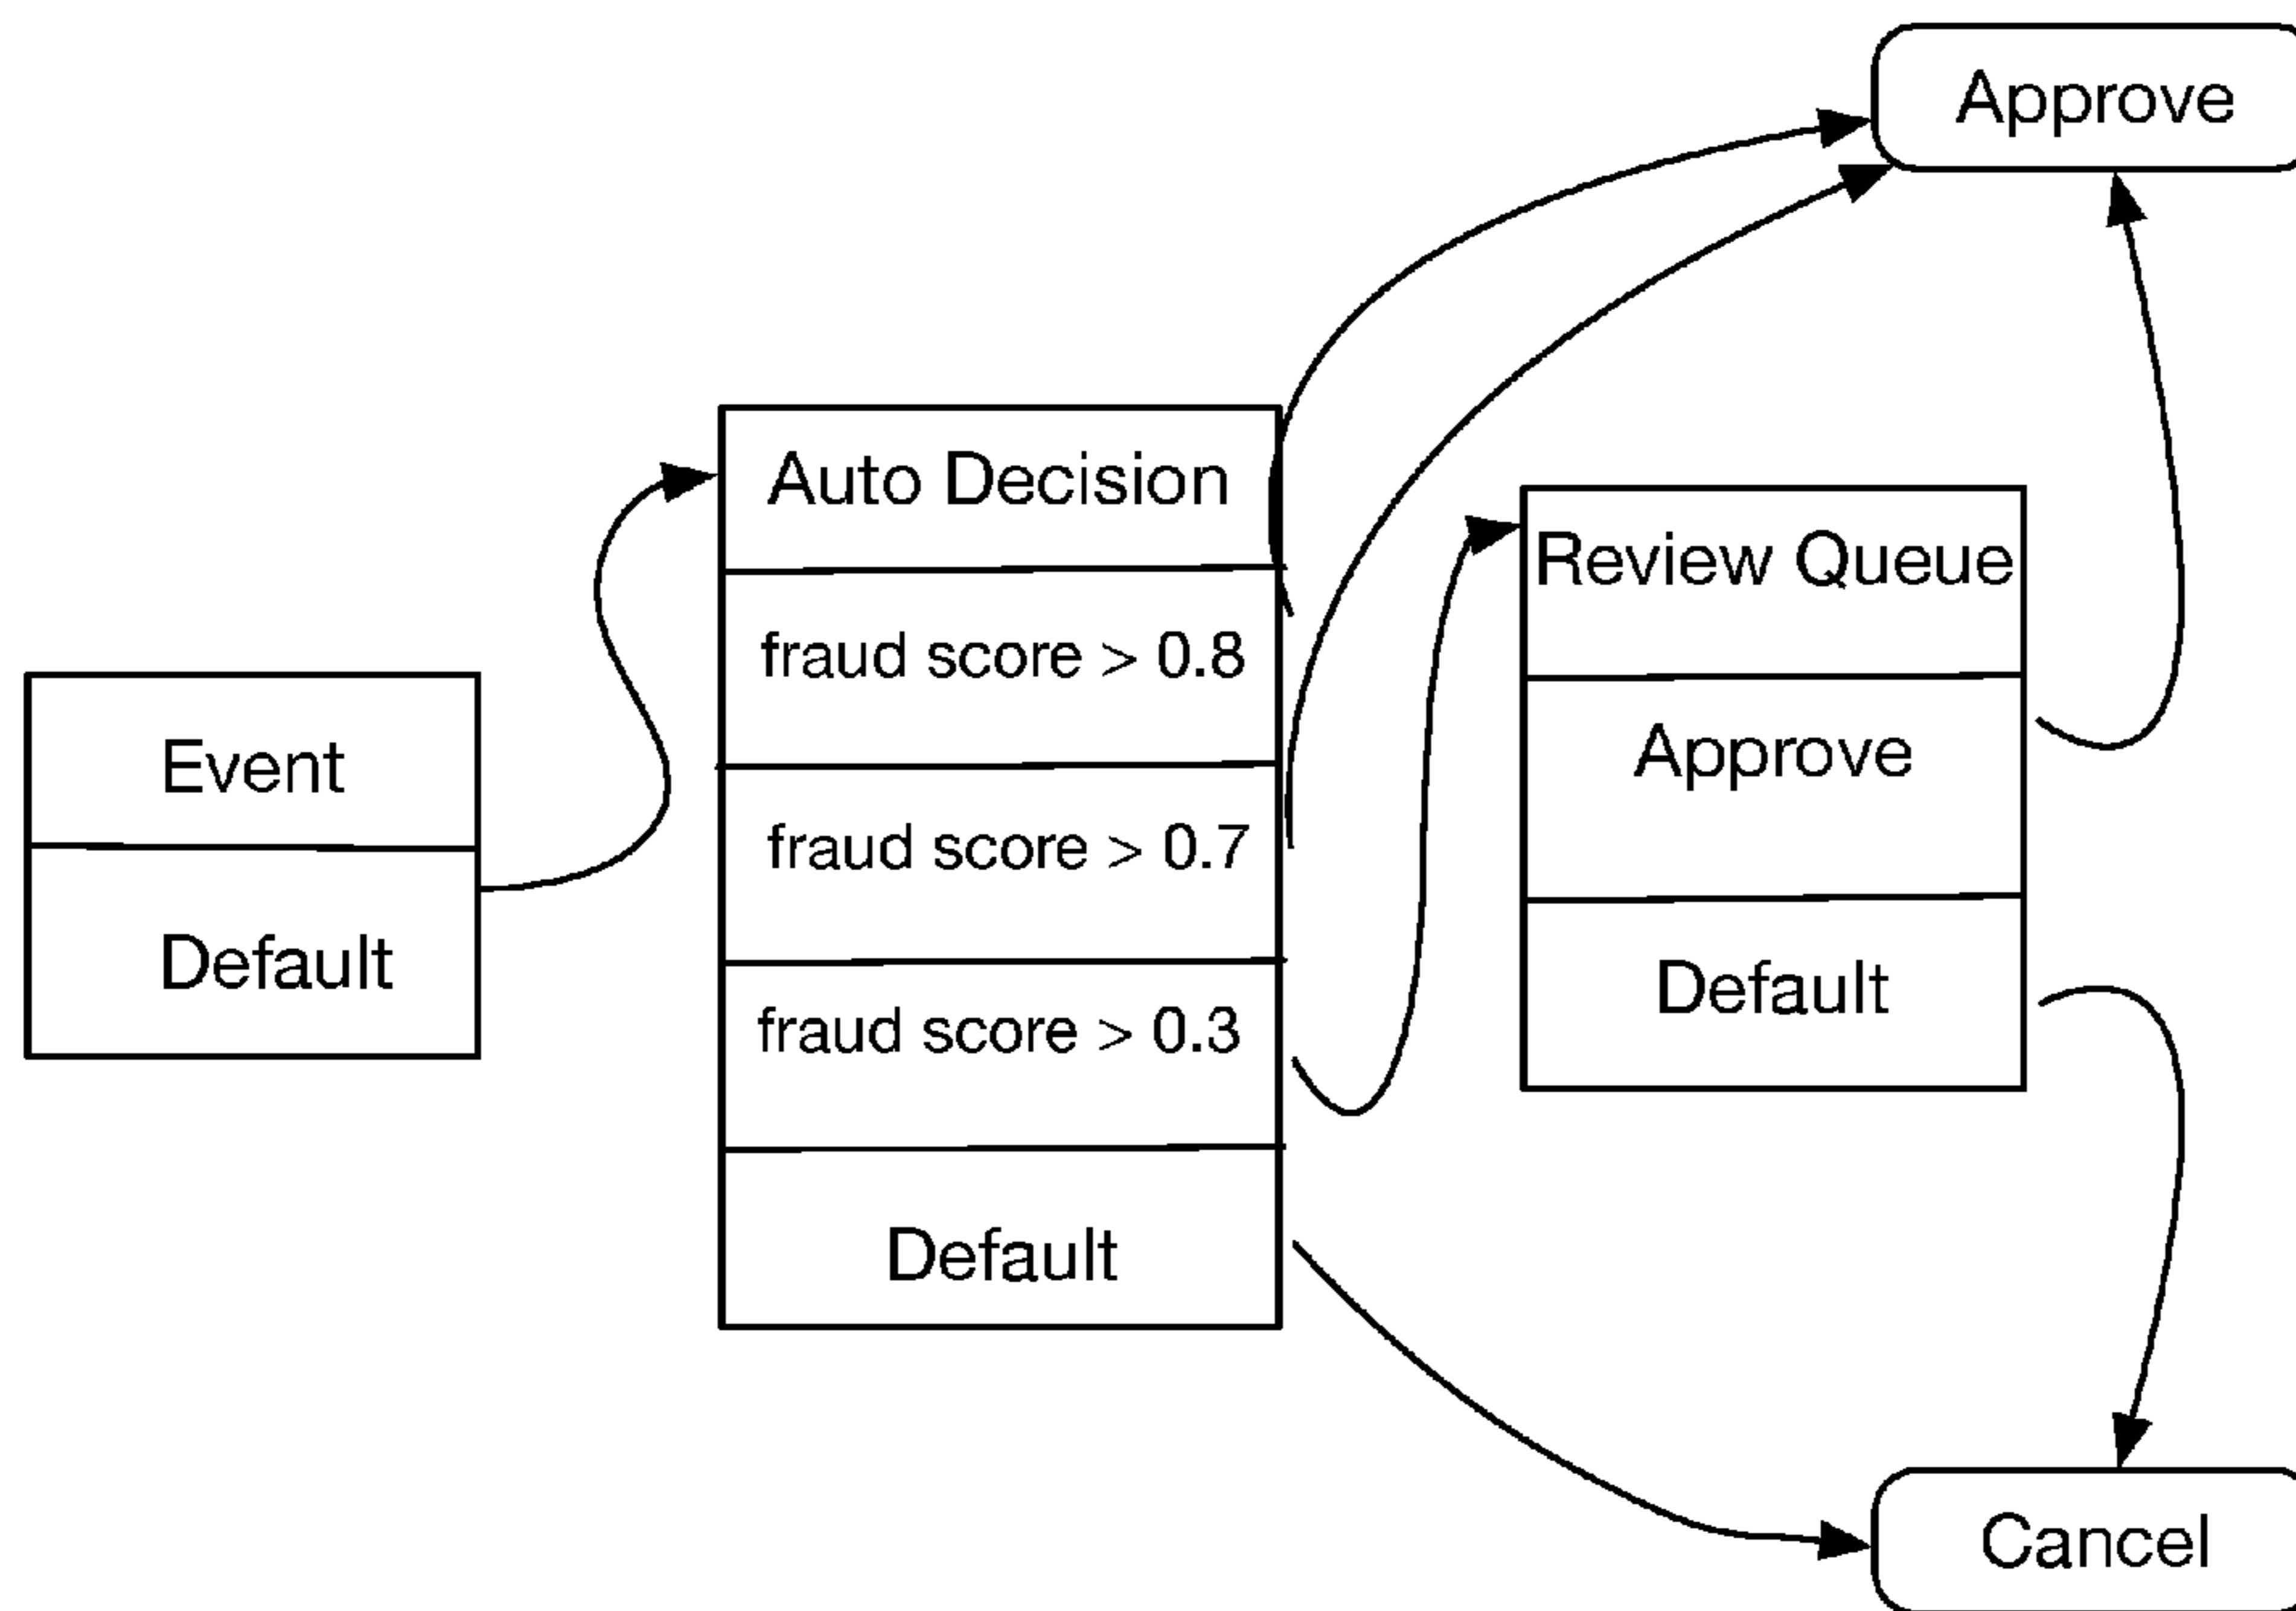 Event
Default
Auto Decision
fraud score > 0.8
fraud score > 0.7
fraud score > 0.3
Default
Review Queue
Approve
Default
Approve
Cancel